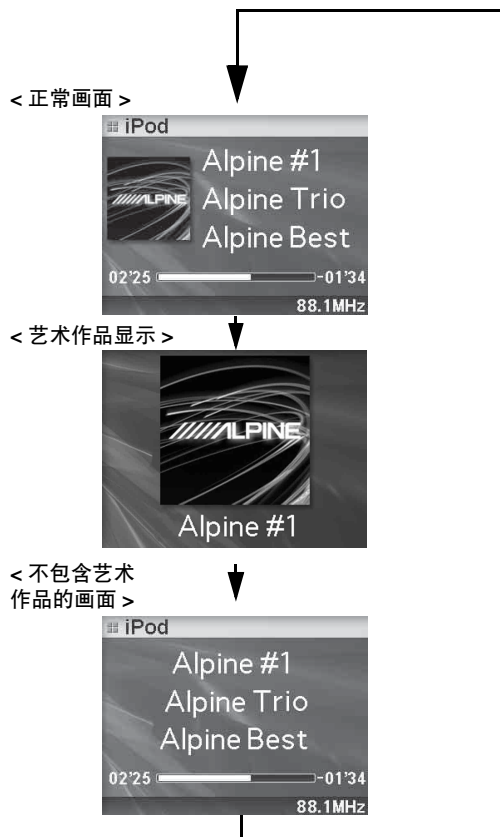 < 正常画面 >
iPod
ALPINE
Alpine #1
Alpine Trio
Alpine Best
02'25 -01'34
88.1MHz
< 艺术作品显示 >
ALPINE
Alpine #1
< 不包含艺术
作品的画面 >
iPod
Alpine #1
Alpine Trio
Alpine Best
02'25 -01'34
88.1MHz